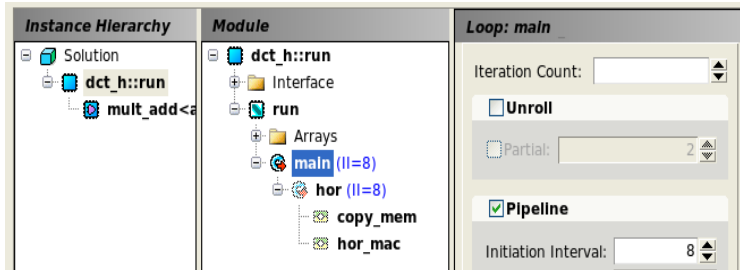 Instance Hierarchy
Solution
dct_h::run
mult_add<a
Module
dct_h::run
Interface
run
Arrays
main (II=8)
hor (II=8)
copy_mem
hor_mac
Loop: main
Iteration Count:
Unroll
Partial: 2
Pipeline
Initiation Interval: 8